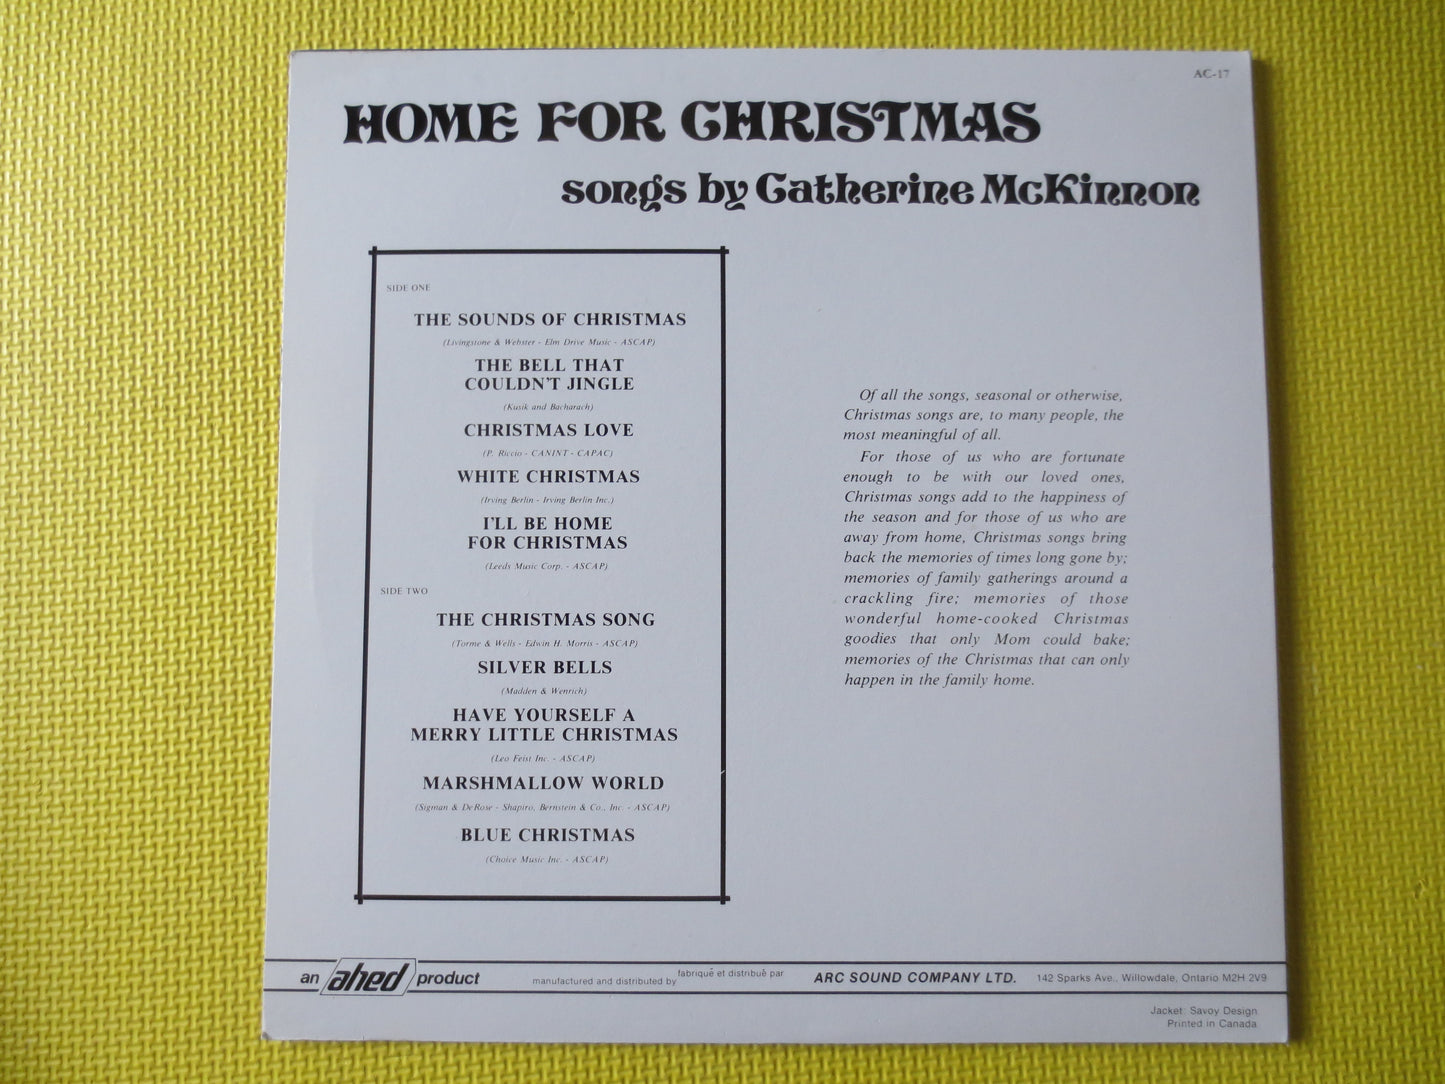 AC-17
HOME FOR CHRISTMAS
songs by Catherine McKinnon
SIDE ONE
THE SOUNDS OF CHRISTMAS
(Livingstone & Webster - Elm Drive Music - ASCAP)
THE BELL THAT
COULDN'T JINGLE
(Kusik and Bacharach)
CHRISTMAS LOVE
(P. Riccio - CANINT - CAPAC)
WHITE CHRISTMAS
(Irving Berlin - Irving Berlin Inc.)
I'LL BE HOME
FOR CHRISTMAS
(Leeds Music Corp. - ASCAP)
SIDE TWO
THE CHRISTMAS SONG
(Torme & Wells - Edwin H. Morris - ASCAP)
SILVER BELLS
(Madden & Wenrich)
HAVE YOURSELF A
MERRY LITTLE CHRISTMAS
(Leo Feist Inc. - ASCAP)
MARSHMALLOW WORLD
(Sigman & DeRose - Shapiro, Bernstein & Co., Inc. - ASCAP)
BLUE CHRISTMAS
(Choice Music Inc. - ASCAP)
Of all the songs, seasonal or otherwise,
Christmas songs are, to many people, the
most meaningful of all.
For those of us who are fortunate
enough to be with our loved ones,
Christmas songs add to the happiness of
the season and for those of us who are
away from home, Christmas songs bring
back the memories of times long gone by;
memories of family gatherings around a
crackling fire; memories of those
wonderful home-cooked Christmas
goodies that only Mom could bake;
memories of the Christmas that can only
happen in the family home.
an ahed product
manufactured and distributed by
fabriqué et distribué par
ARC SOUND COMPANY LTD.
142 Sparks Ave., Willowdale, Ontario M2H 2V9
Jacket: Savoy Design
Printed in Canada